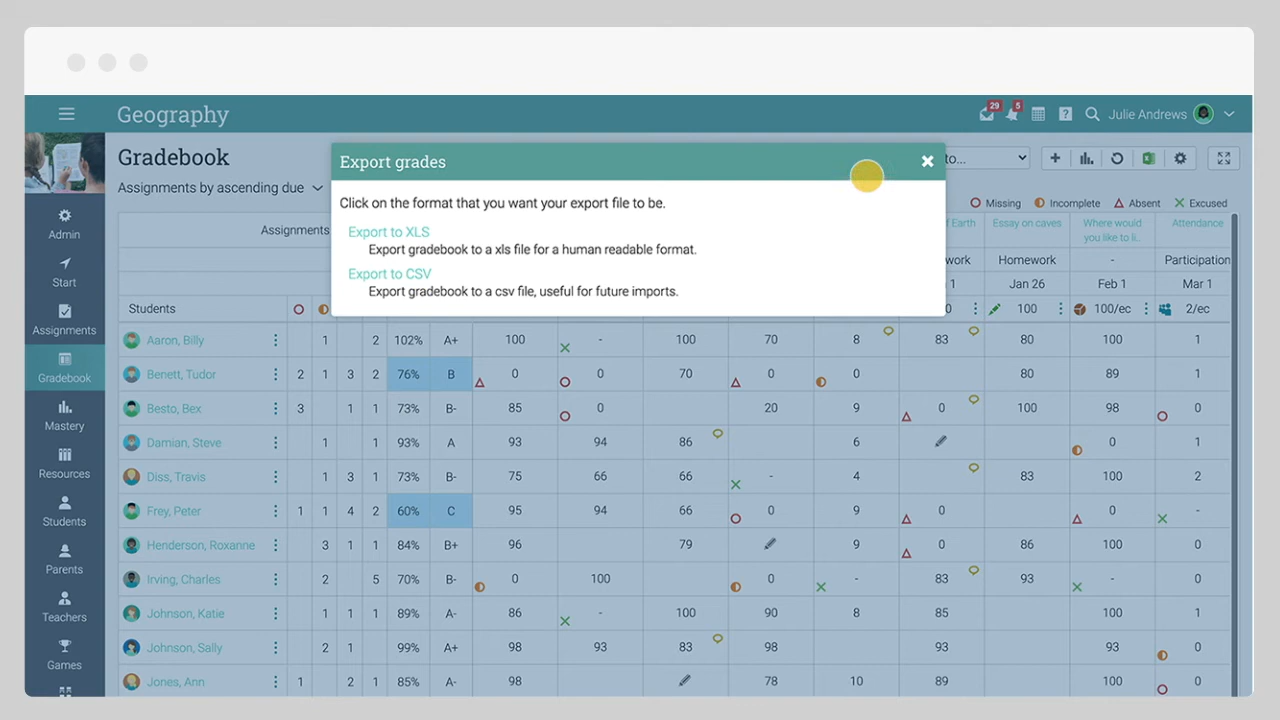 Geography
29
5
?
Julie Andrews
Gradebook
Assignments by ascending due
Export grades
Click on the format that you want your export file to be.
Export to XLS
Export gradebook to a xls file for a human readable format.
Export to CSV
Export gradebook to a csv file, useful for future imports.
to...
Missing Incomplete Absent Excused
Admin
Start
Assignments
Gradebook
Mastery
Resources
Students
Parents
Teachers
Games
Assignments
f Earth Essay on caves Where would you like to li.. Attendance
work Homework - Participation
1 Jan 26 Feb 1 Mar 1
Students 0 100 100/ec 2/ec
Aaron, Billy 1 2 102% A+ 100 - 100 70 8 83 80 100 1
Benett, Tudor 2 1 3 2 76% B 0 0 70 0 0 80 89 1
Besto, Bex 3 1 1 73% B- 85 0 20 9 0 100 98 0
Damian, Steve 1 1 93% A 93 94 86 6 0 1
Diss, Travis 1 3 1 73% B- 75 66 66 - 4 83 100 2
Frey, Peter 1 1 4 2 60% C 95 94 66 0 9 0 0 -
Henderson, Roxanne 3 1 1 84% B+ 96 79 9 0 86 100 0
Irving, Charles 2 5 70% B- 0 100 0 - 83 93 - 0
Johnson, Katie 1 1 1 89% A- 86 - 100 90 8 85 100 1
Johnson, Sally 2 1 99% A+ 98 93 83 98 93 93 0
Jones, Ann 1 2 1 85% A- 98 78 10 89 100 0